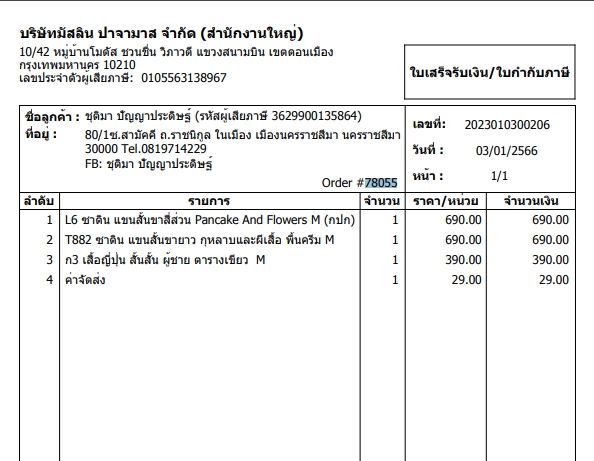 บริษัทมัสลิน ปาจามาส จำกัด (สำนักงานใหญ่)
10/42 หมู่บ้านโมดัส ชวนชื่น วิภาวดี แขวงสนามบิน เขตดอนเมือง
กรุงเทพมหานคร 10210
เลขประจำตัวผู้เสียภาษี: 0105563138967
ใบเสร็จรับเงิน/ใบกำกับภาษี
ชื่อลูกค้า : ชุติมา ปัญญาประดิษฐ์ (รหัสผู้เสียภาษี 3629900135864)
ที่อยู่ : 80/1ซ.สามัคคี ถ.ราชนิกูล ในเมือง เมืองนครราชสีมา นครราชสีมา
30000 Tel.0819714229
FB: ชุติมา ปัญญาประดิษฐ์
Order #78055
เลขที่: 2023010300206
วันที่ : 03/01/2566
หน้า : 1/1
ลำดับ รายการ จำนวน ราคา/หน่วย จำนวนเงิน
1 L6 ซาติน แขนสั้นขาสี่ส่วน Pancake And Flowers M (กปก) 1 690.00 690.00
2 T882 ซาติน แขนสั้นขายาว กุหลาบและผีเสื้อ พื้นครีม M 1 690.00 690.00
3 ก3 เสื้อญี่ปุ่น สั้นสั้น ผู้ชาย ตารางเขียว M 1 390.00 390.00
4 ค่าจัดส่ง 1 29.00 29.00